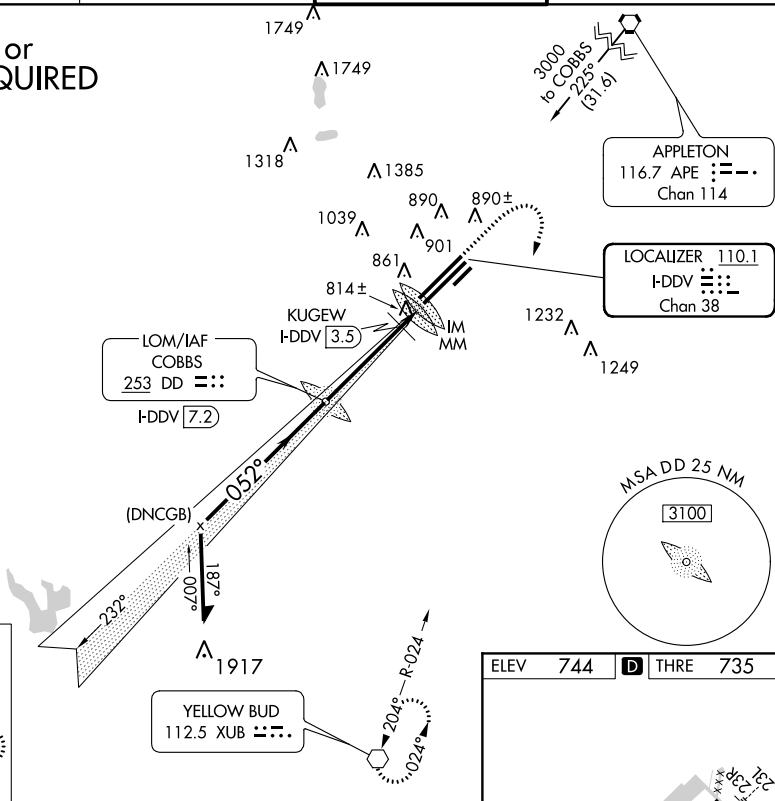 or
QUIRED
1749
1749
1318
1385
1039
890
890±
901
861
814±
3000
to COBBS
225°
(31.6)
APPLETON
116.7 APE
Chan 114
LOCALIZER 110.1
I-DDV
Chan 38
KUGEW
I-DDV 3.5
IM
MM
1232
1249
LOM/IAF
COBBS
253 DD
I-DDV 7.2
052°
(DNCGB)
187°
007°
232°
1917
MSA DD 25 NM
3100
YELLOW BUD
112.5 XUB
204°
R-024
024°
ELEV 744 D THRE 735
23R
23L